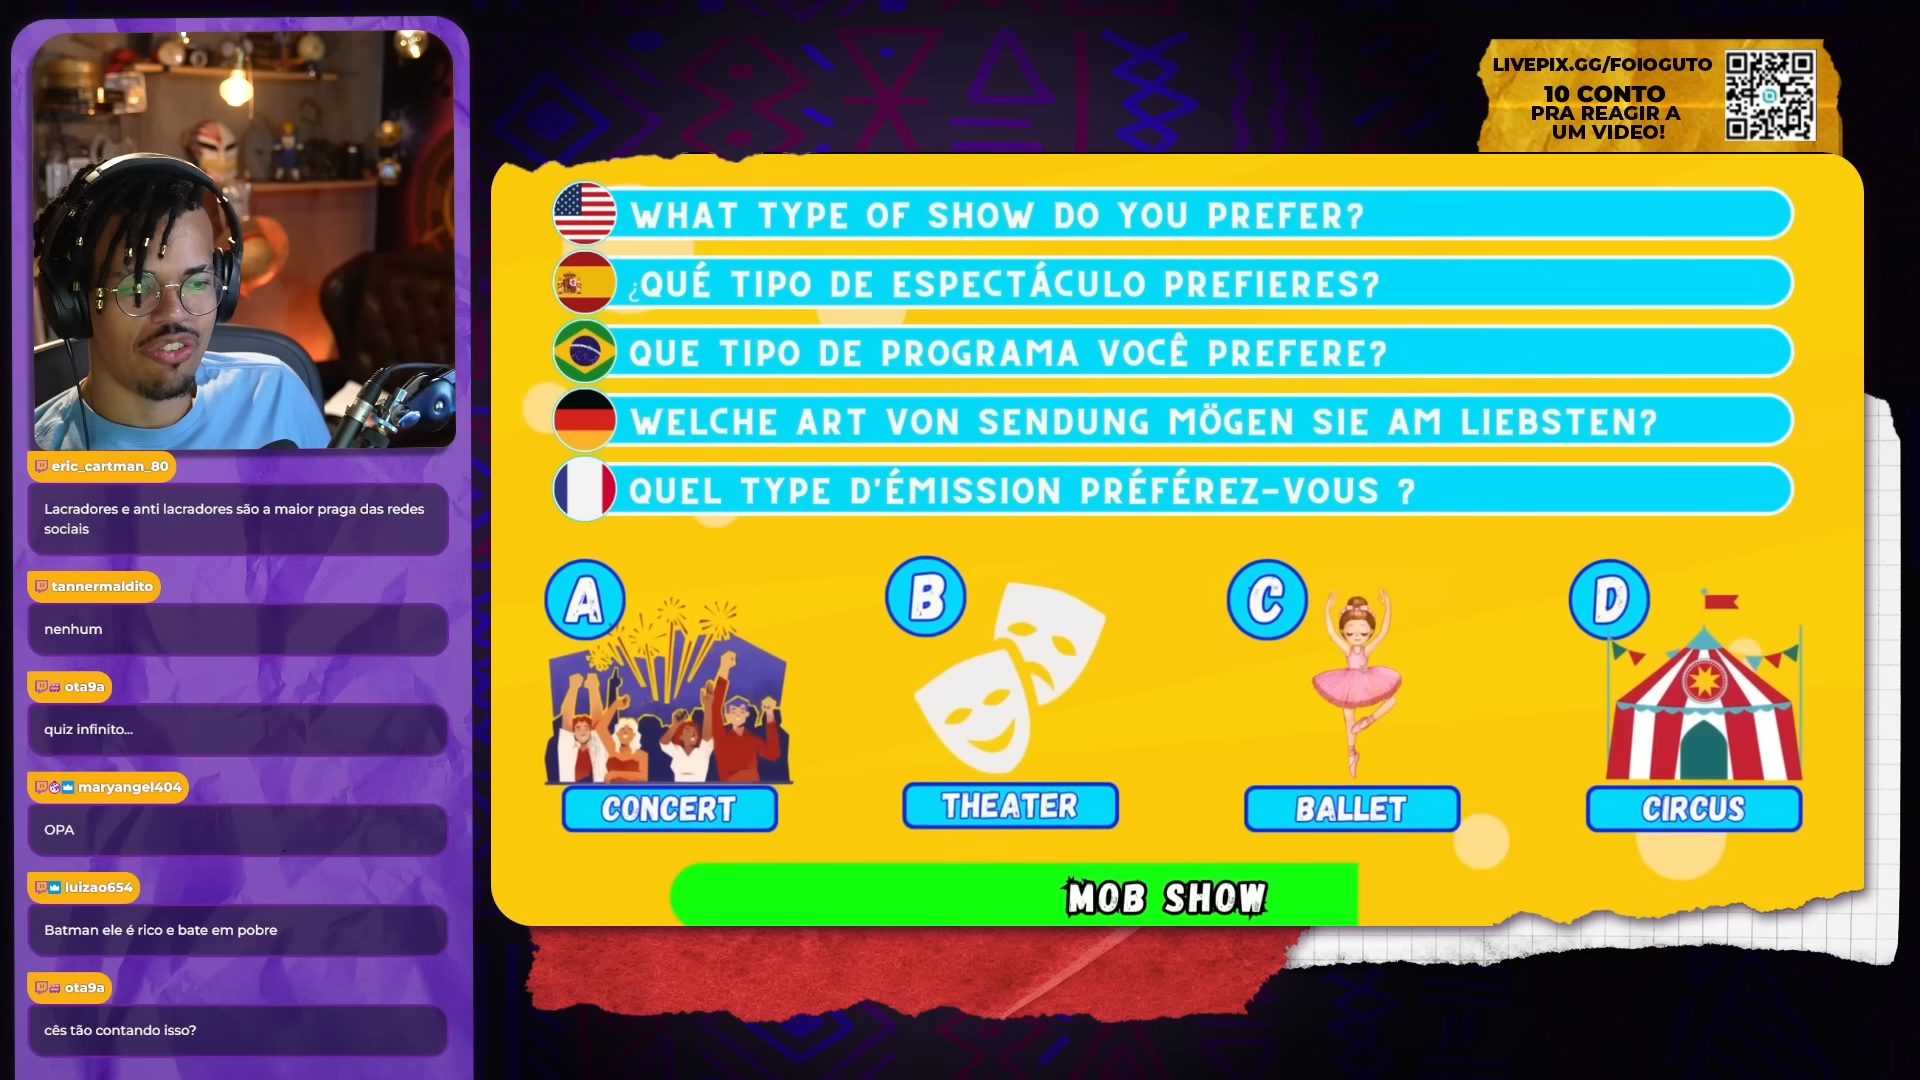 eric_cartman_80
Lacradores e anti lacradores são a maior praga das redes
sociais
tannermaldito
nenhum
ota9a
quiz infinito...
maryangel404
OPA
luizao654
Batman ele é rico e bate em pobre
ota9a
cês tão contando isso?
LIVEPIX.GG/FOIOGUTO
10 CONTO
PRA REAGIR A
UM VIDEO!
WHAT TYPE OF SHOW DO YOU PREFER?
¿QUÉ TIPO DE ESPECTÁCULO PREFIERES?
QUE TIPO DE PROGRAMA VOCÊ PREFERE?
WELCHE ART VON SENDUNG MÖGEN SIE AM LIEBSTEN?
QUEL TYPE D'ÉMISSION PRÉFÉREZ-VOUS ?
A
B
C
D
CONCERT
THEATER
BALLET
CIRCUS
MOB SHOW